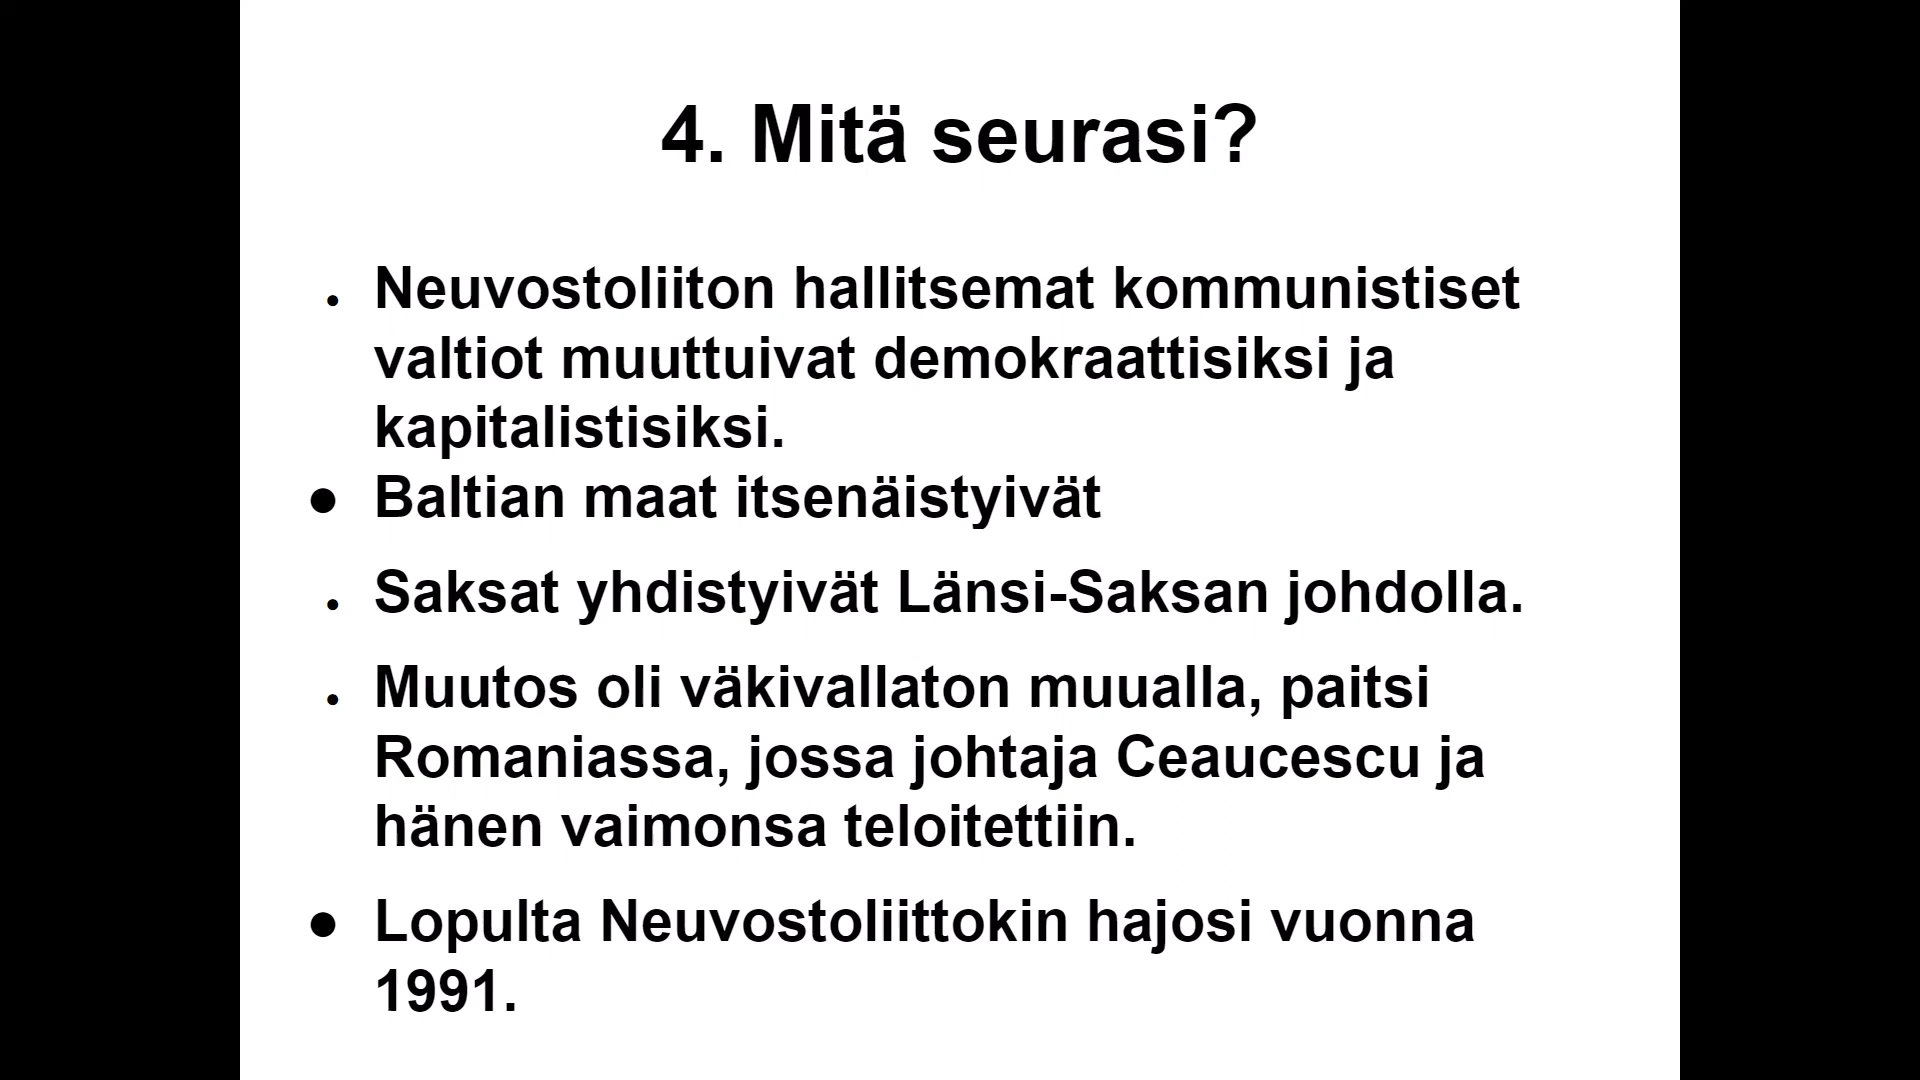 4. Mitä seurasi?
• Neuvostoliiton hallitsemat kommunistiset
valtiot muuttuivat demokraattisiksi ja
kapitalistisiksi.
● Baltian maat itsenäistyivät
• Saksat yhdistyivät Länsi-Saksan johdolla.
• Muutos oli väkivallaton muualla, paitsi
Romaniassa, jossa johtaja Ceaucescu ja
hänen vaimonsa teloitettiin.
● Lopulta Neuvostoliittokin hajosi vuonna
1991.